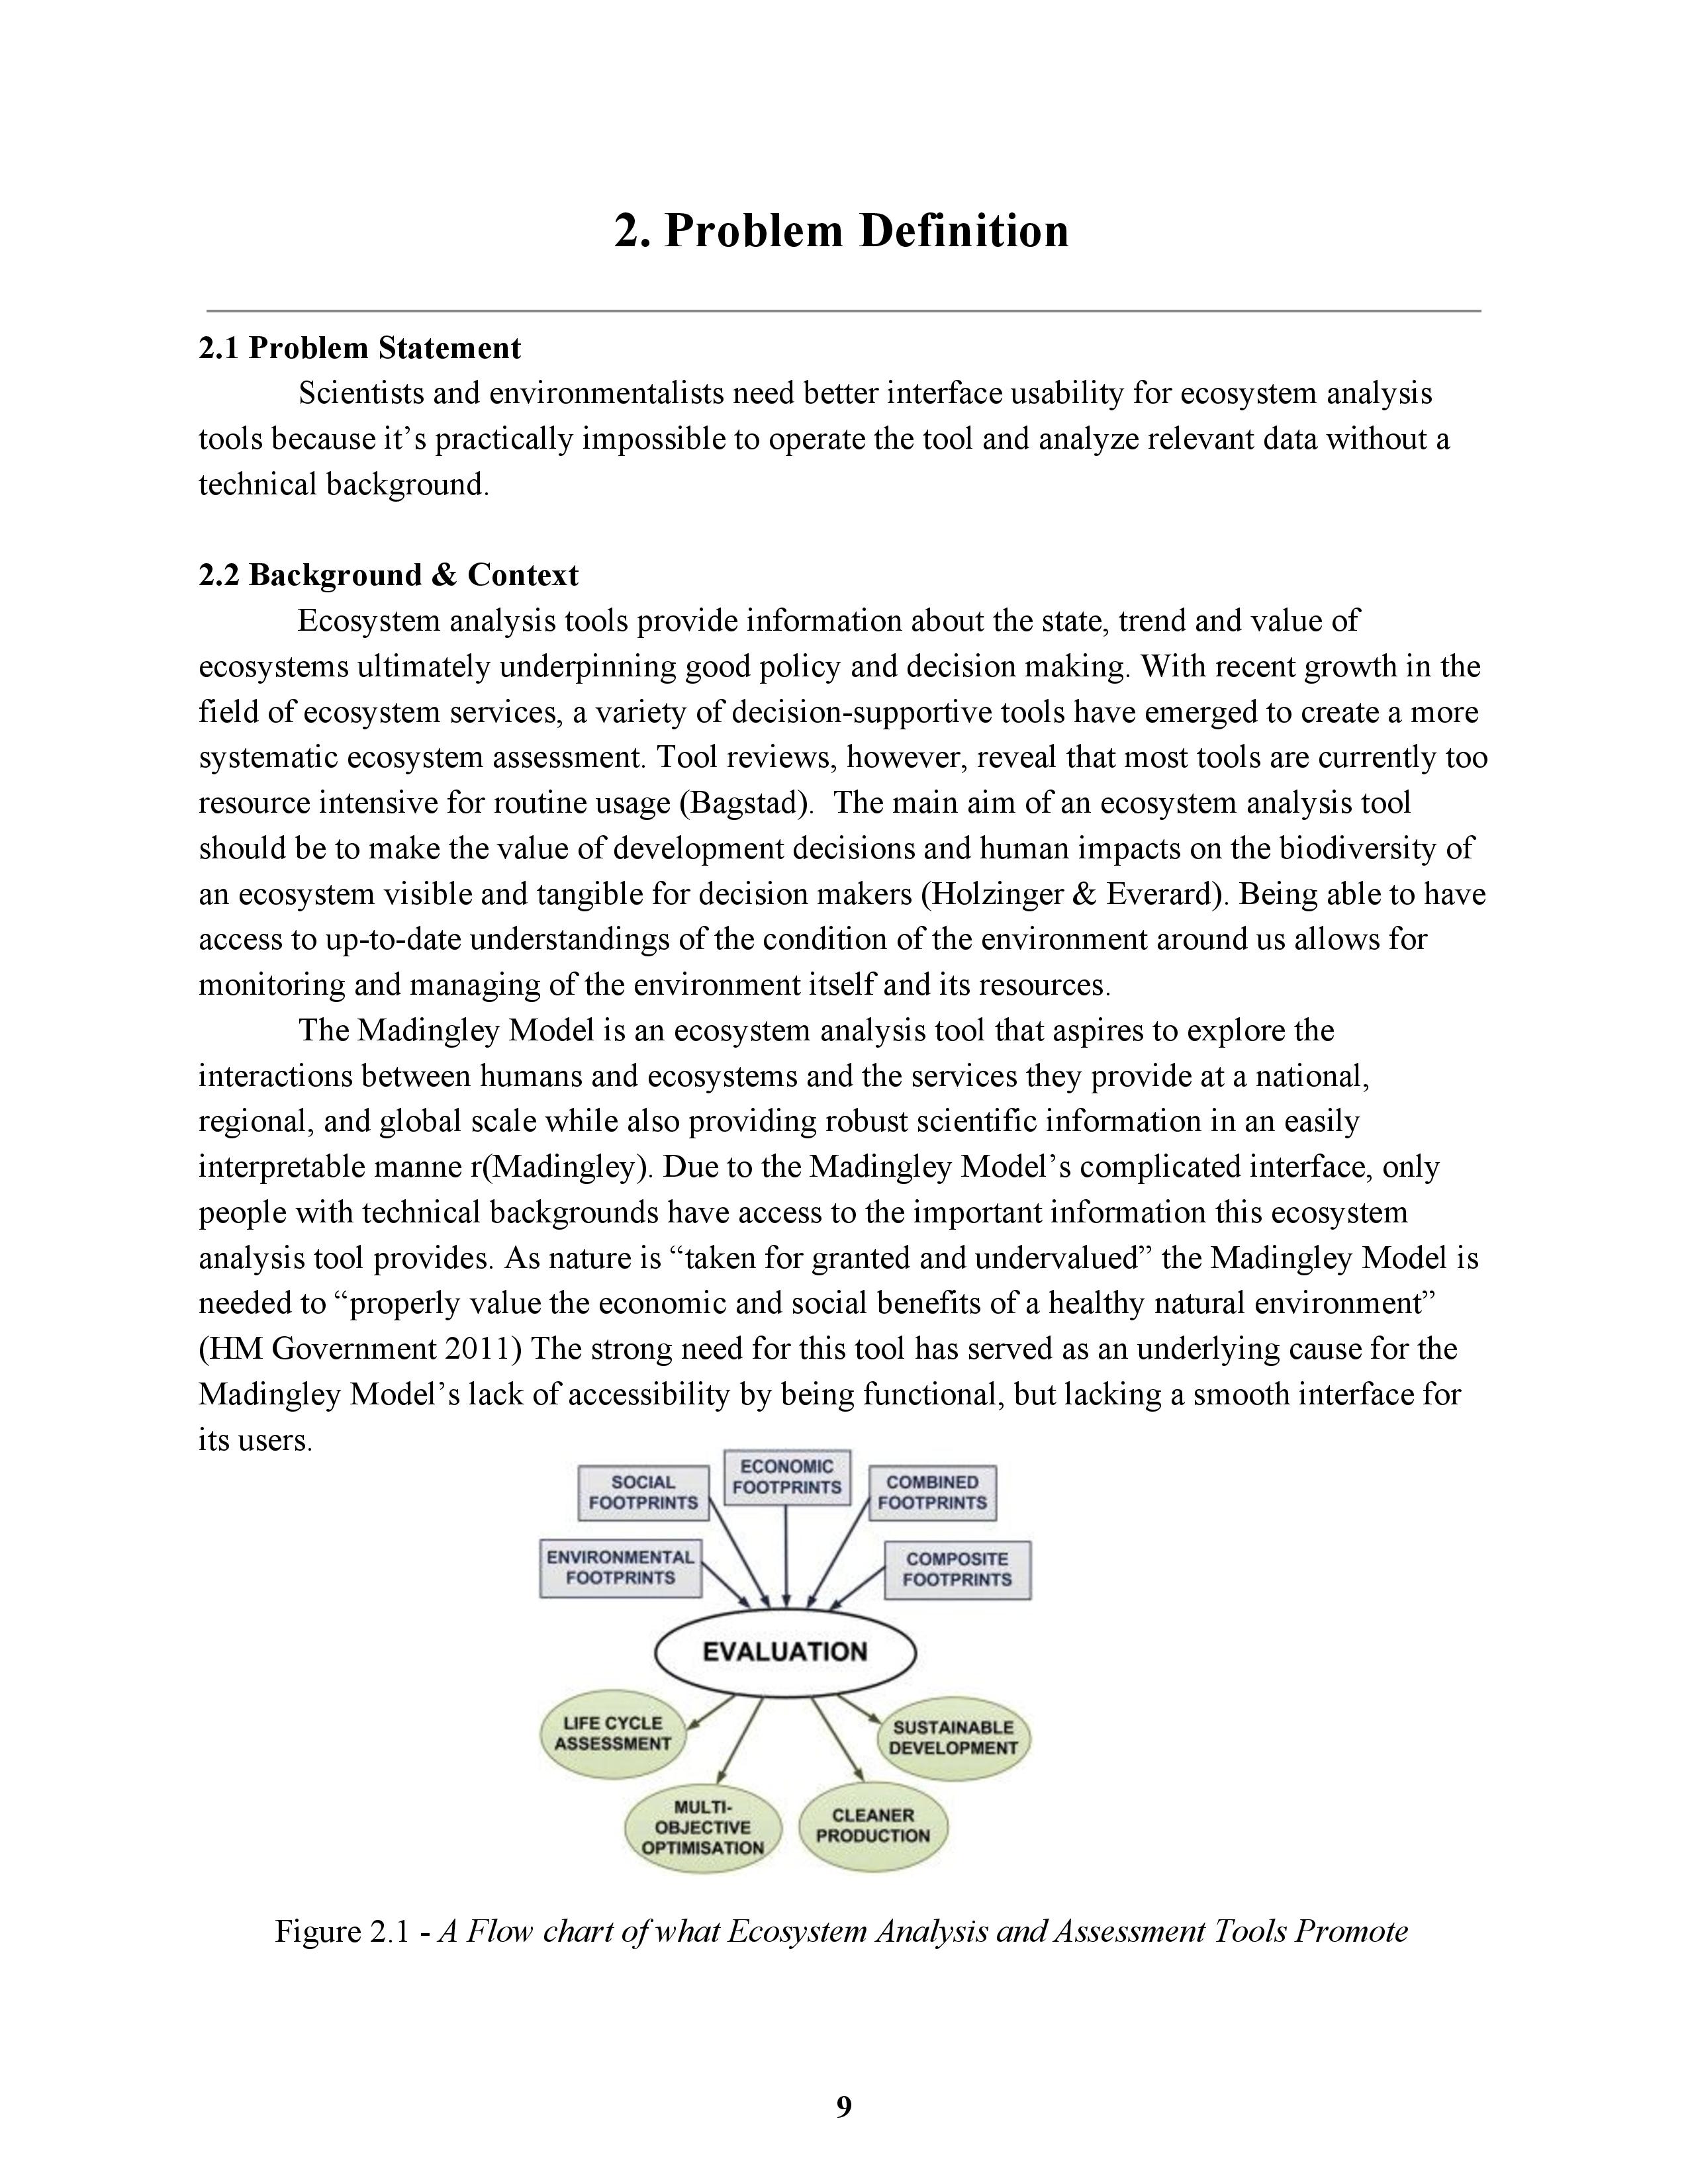 2. Problem Definition
2.1 Problem Statement
Scientists and environmentalists need better interface usability for ecosystem analysis
tools because it’s practically impossible to operate the tool and analyze relevant data without a
technical background.
2.2 Background & Context
Ecosystem analysis tools provide information about the state, trend and value of
ecosystems ultimately underpinning good policy and decision making. With recent growth in the
field of ecosystem services, a variety of decision-supportive tools have emerged to create a more
systematic ecosystem assessment. Tool reviews, however, reveal that most tools are currently too
resource intensive for routine usage (Bagstad).  The main aim of an ecosystem analysis tool
should be to make the value of development decisions and human impacts on the biodiversity of
an ecosystem visible and tangible for decision makers (Holzinger & Everard). Being able to have
access to up-to-date understandings of the condition of the environment around us allows for
monitoring and managing of the environment itself and its resources.
The Madingley Model is an ecosystem analysis tool that aspires to explore the
interactions between humans and ecosystems and the services they provide at a national,
regional, and global scale while also providing robust scientific information in an easily
interpretable manne r(Madingley). Due to the Madingley Model’s complicated interface, only
people with technical backgrounds have access to the important information this ecosystem
analysis tool provides. As nature is “taken for granted and undervalued” the Madingley Model is
needed to “properly value the economic and social benefits of a healthy natural environment”
(HM Government 2011) The strong need for this tool has served as an underlying cause for the
Madingley Model’s lack of accessibility by being functional, but lacking a smooth interface for
its users.
SOCIAL
FOOTPRINTS
ECONOMIC
FOOTPRINTS
COMBINED
FOOTPRINTS
ENVIRONMENTAL
FOOTPRINTS
COMPOSITE
FOOTPRINTS
EVALUATION
LIFE CYCLE
ASSESSMENT
SUSTAINABLE
DEVELOPMENT
MULTI-
OBJECTIVE
OPTIMISATION
CLEANER
PRODUCTION
Figure 2.1 - A Flow chart of what Ecosystem Analysis and Assessment Tools Promote
9